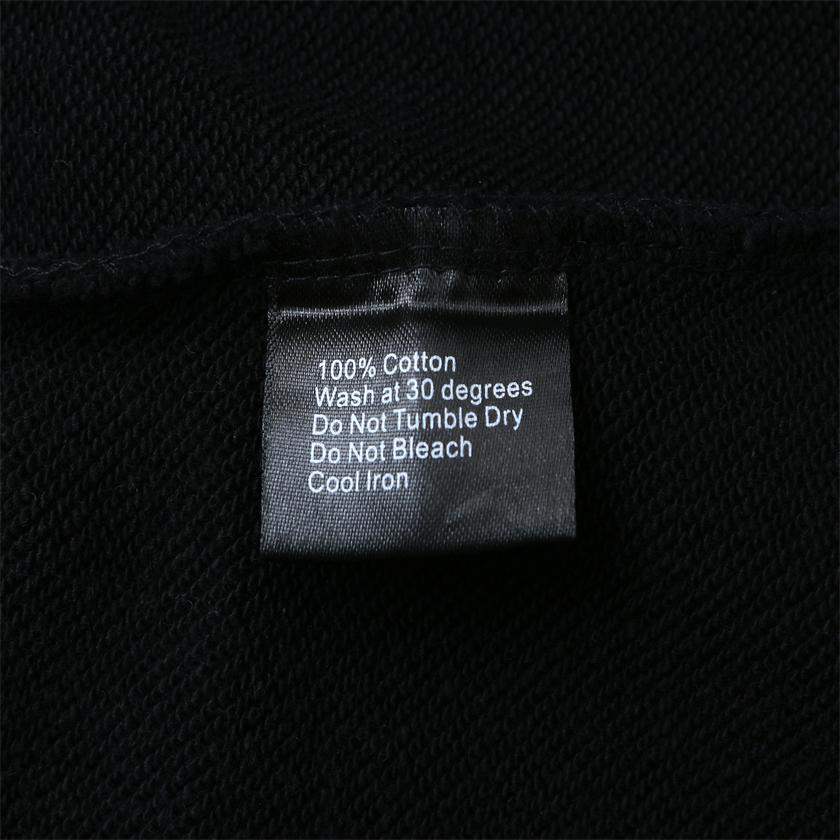 100% Cotton
Wash at 30 degrees
Do Not Tumble Dry
Do Not Bleach
Cool Iron